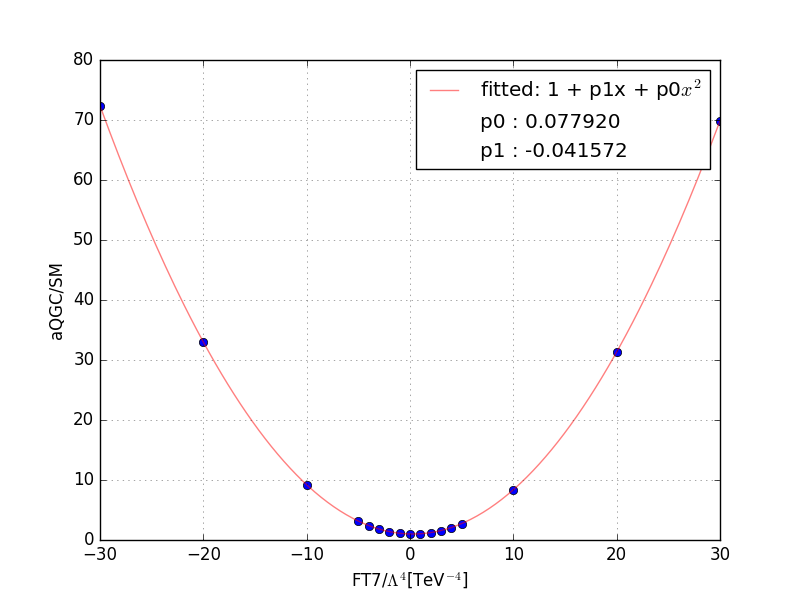 80
70
60
50
40
30
20
10
0
aQGC/SM
fitted: 1 + p1x + p0x²
p0 : 0.077920
p1 : -0.041572
−30 −20 −10 0 10 20 30
FT7/Λ⁴[TeV⁻⁴]